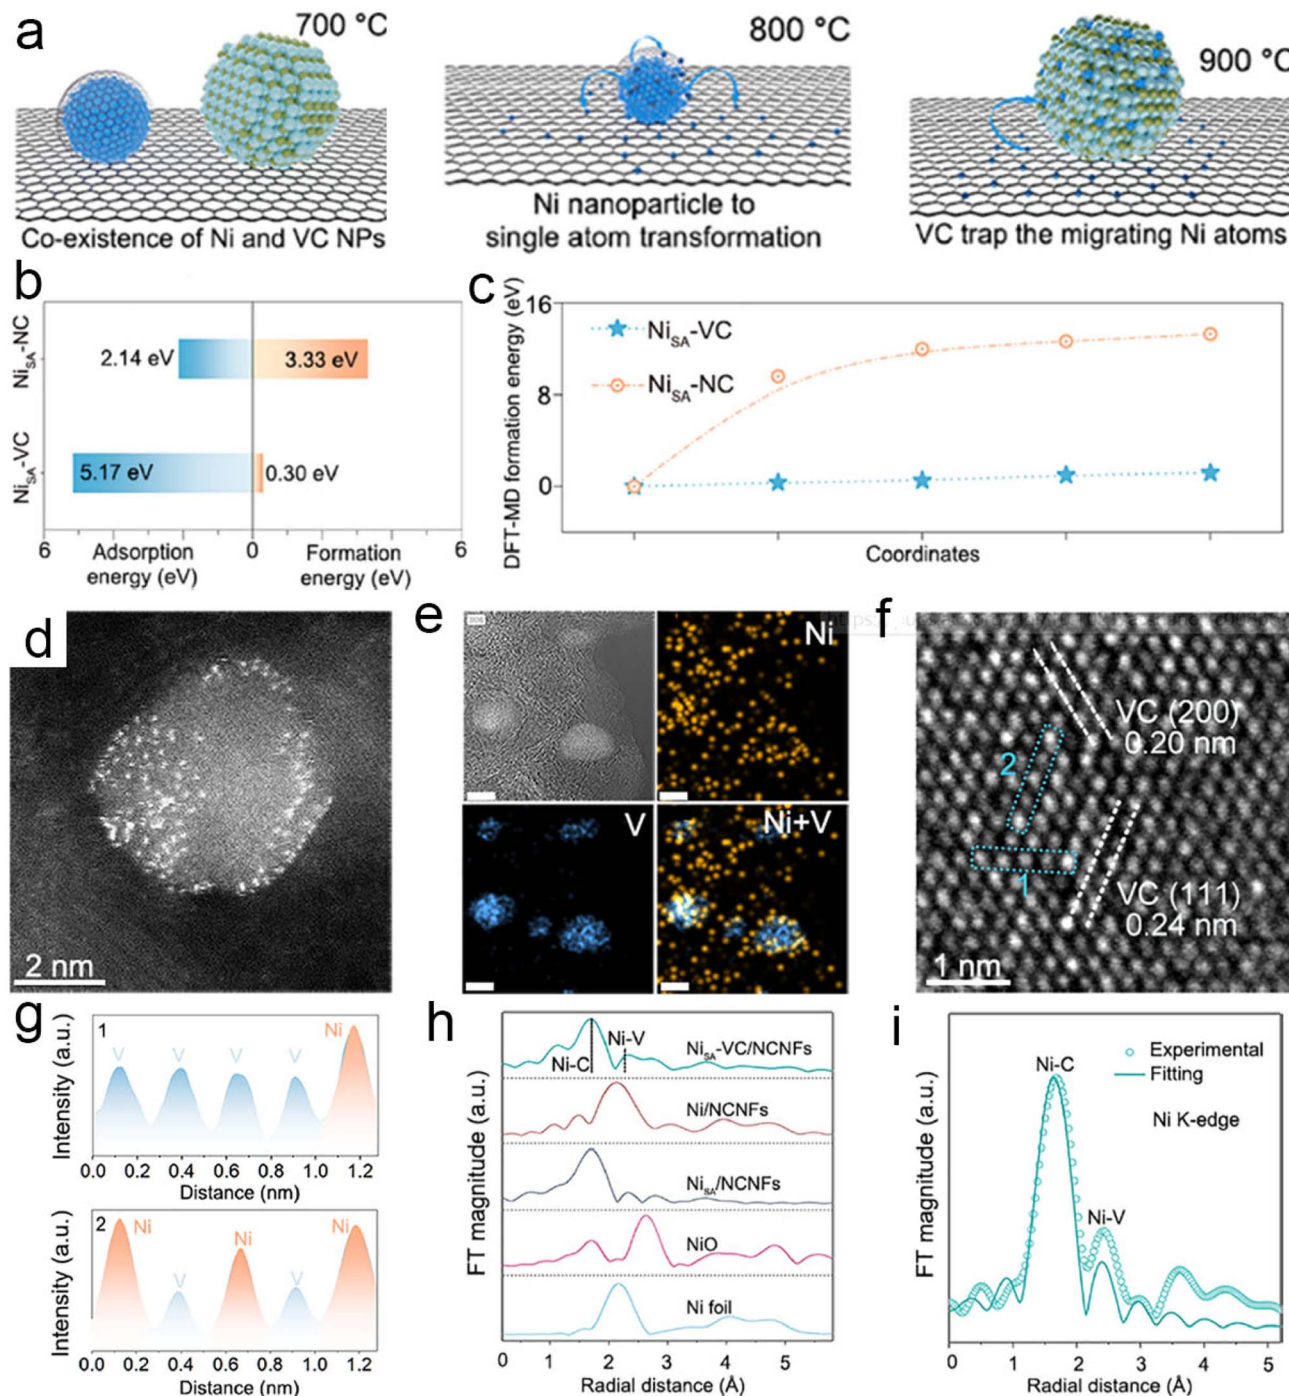 a
700 °C
800 °C
900 °C
Co-existence of Ni and VC NPs
Ni nanoparticle to
single atom transformation
VC trap the migrating Ni atoms
b
NiSA-NC
2.14 eV
3.33 eV
NiSA-VC
5.17 eV
0.30 eV
6
0
6
Adsorption
energy (eV)
Formation
energy (eV)
c
DFT-MD formation energy (eV)
16
8
0
NiSA-VC
NiSA-NC
Coordinates
d
2 nm
e
Ni
V
Ni+V
f
VC (200)
0.20 nm
2
1
VC (111)
0.24 nm
1 nm
g
Intensity (a.u.)
1
V
V
V
V
Ni
0.0 0.2 0.4 0.6 0.8 1.0 1.2
Distance (nm)
Intensity (a.u.)
2
Ni
V
Ni
V
Ni
0.0 0.2 0.4 0.6 0.8 1.0 1.2
Distance (nm)
h
FT magnitude (a.u.)
Ni-C
Ni-V
NiSA-VC/NCNFs
Ni/NCNFs
NiSA/NCNFs
NiO
Ni foil
0 1 2 3 4 5
Radial distance (Å)
i
FT magnitude (a.u.)
Ni-C
Experimental
Fitting
Ni K-edge
Ni-V
0 1 2 3 4 5
Radial distance (Å)